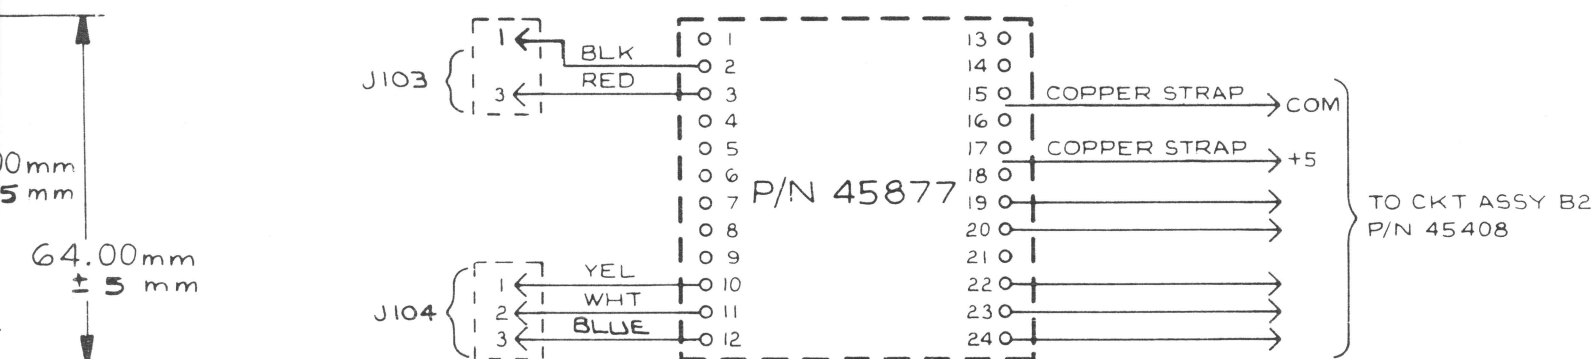 1
BLK
1
13
J103
RED
2
14
3
3
15
COPPER STRAP
COM
4
16
5
17
COPPER STRAP
+5
00mm
5 mm
6
18
P/N 45877
7
19
TO CKT ASSY B2
8
20
P/N 45408
64.00mm
± 5 mm
9
21
YEL
1
10
22
J104
WHT
2
11
23
BLUE
3
12
24